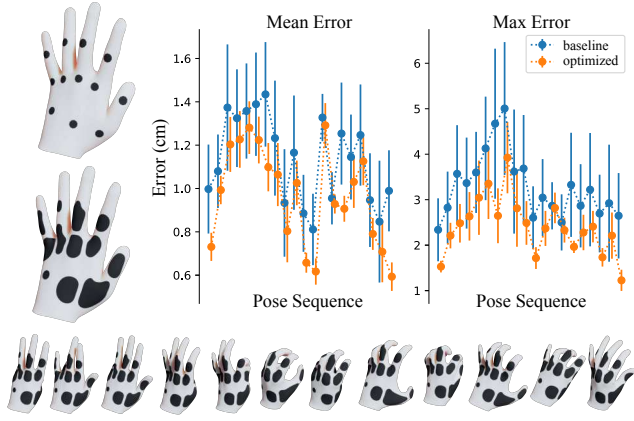 Mean Error
Max Error
baseline
optimized
Error (cm)
1.6
1.4
1.2
1.0
0.8
0.6
6
5
4
3
2
1
Pose Sequence
Pose Sequence